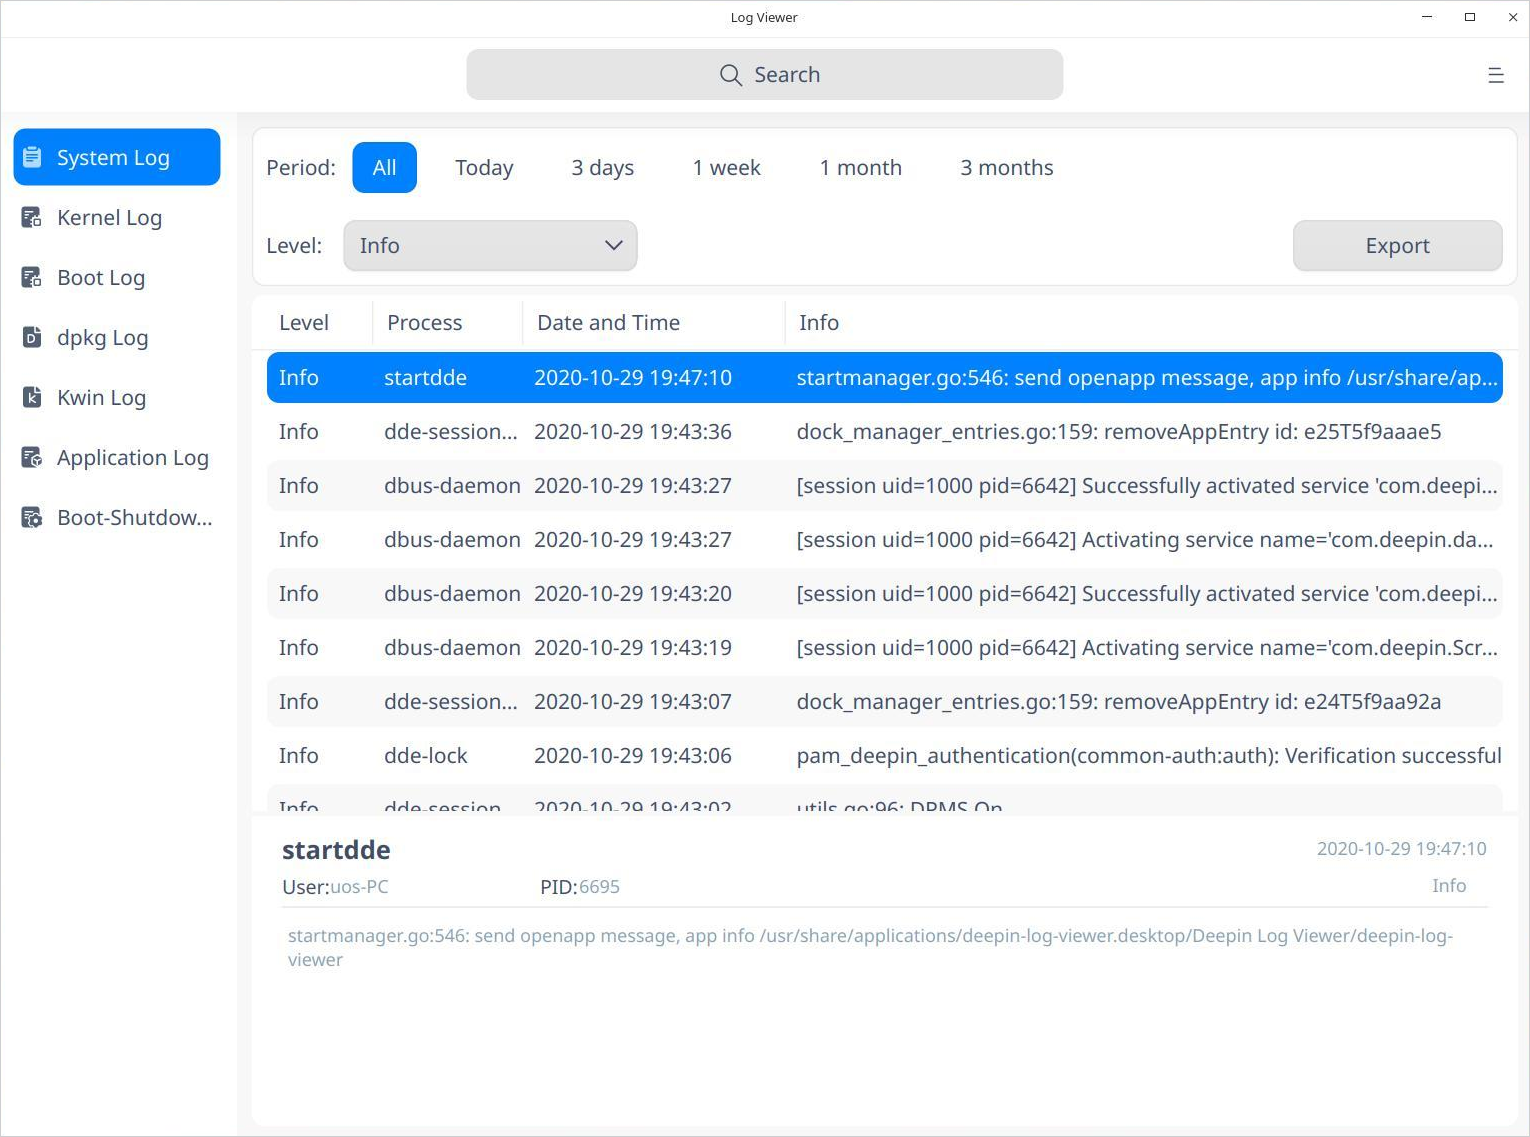 Log Viewer
Search
System Log
Kernel Log
Boot Log
dpkg Log
Kwin Log
Application Log
Boot-Shutdow...
Period: All Today 3 days 1 week 1 month 3 months
Level: Info Export
Level Process Date and Time Info
Info startdde 2020-10-29 19:47:10 startmanager.go:546: send openapp message, app info /usr/share/ap...
Info dde-session... 2020-10-29 19:43:36 dock_manager_entries.go:159: removeAppEntry id: e25T5f9aaae5
Info dbus-daemon 2020-10-29 19:43:27 [session uid=1000 pid=6642] Successfully activated service 'com.deepi...
Info dbus-daemon 2020-10-29 19:43:27 [session uid=1000 pid=6642] Activating service name='com.deepin.da...
Info dbus-daemon 2020-10-29 19:43:20 [session uid=1000 pid=6642] Successfully activated service 'com.deepi...
Info dbus-daemon 2020-10-29 19:43:19 [session uid=1000 pid=6642] Activating service name='com.deepin.Scr...
Info dde-session... 2020-10-29 19:43:07 dock_manager_entries.go:159: removeAppEntry id: e24T5f9aa92a
Info dde-lock 2020-10-29 19:43:06 pam_deepin_authentication(common-auth:auth): Verification successful
Info dde-session 2020-10-29 19:43:02 utils.go:96: DPMS On
startdde 2020-10-29 19:47:10
User:uos-PC PID:6695 Info
startmanager.go:546: send openapp message, app info /usr/share/applications/deepin-log-viewer.desktop/Deepin Log Viewer/deepin-log-
viewer